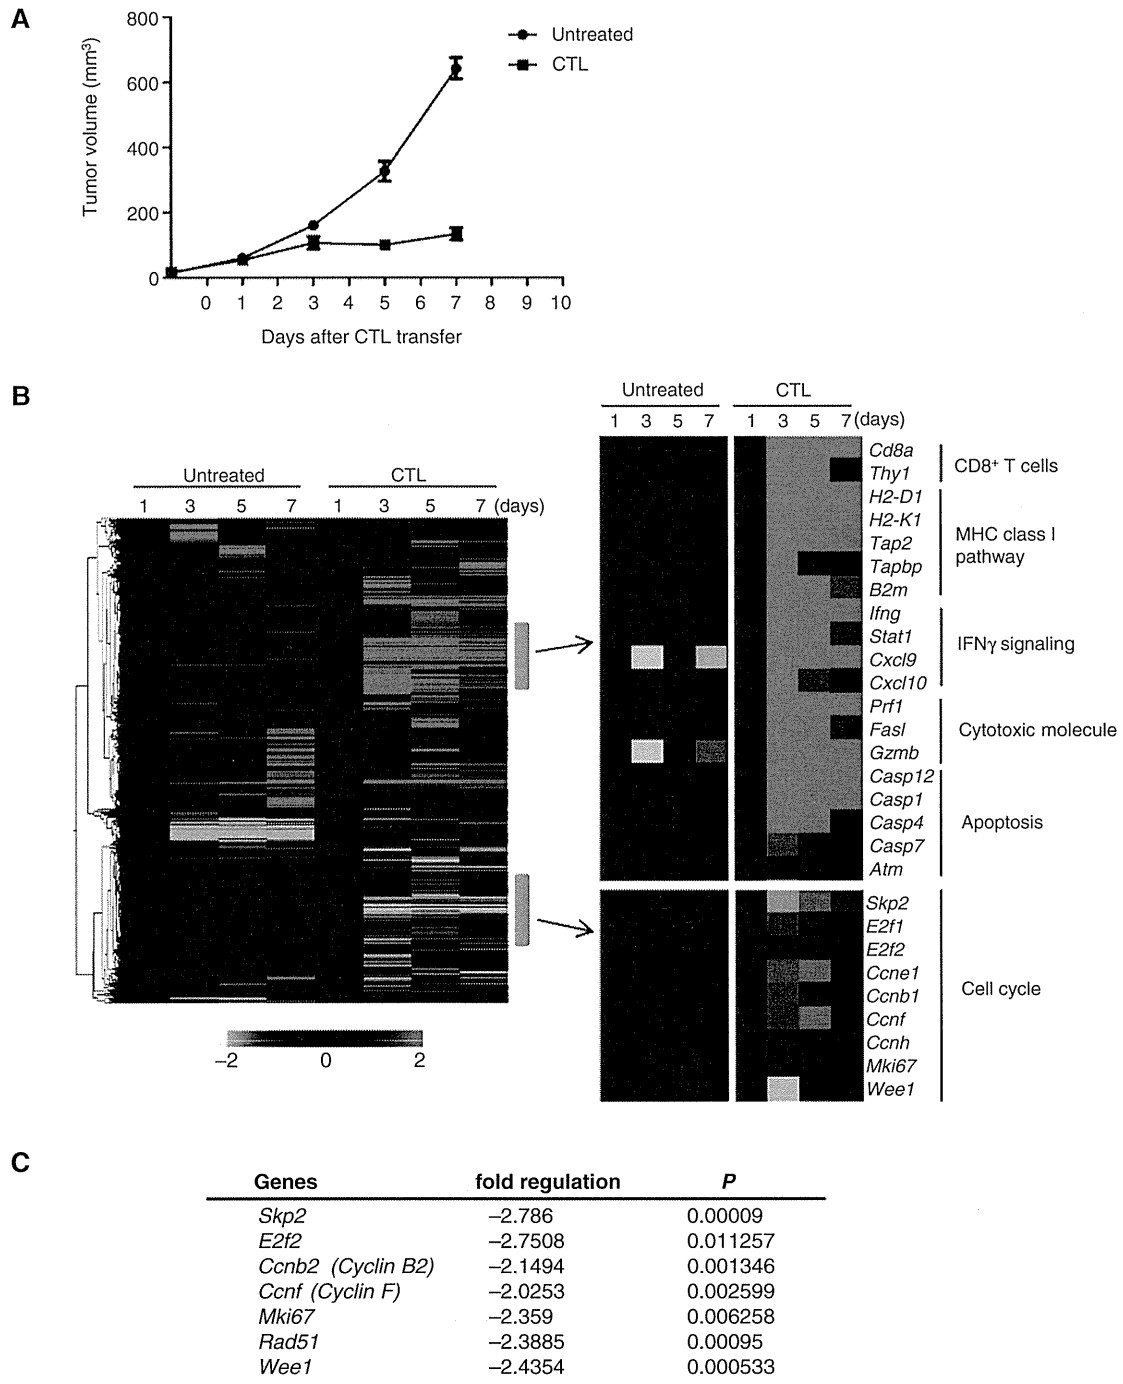 A
Tumor volume (mm³)
800
600
400
200
0
0 1 3 3 4 5 6 7 8 9 10
Days after CTL transfer
Untreated
CTL
B
Untreated CTL
1 3 5 7 1 3 5 7 (days)
−2 0 2
Untreated CTL
1 3 5 7 1 3 5 7 (days)
Cd8a
Thy1
CD8⁺ T cells
H2-D1
H2-K1
Tap2
Tapbp
B2m
MHC class I
pathway
Ifng
Stat1
Cxcl9
Cxcl10
IFNγ signaling
Prf1
Fasl
Gzmb
Cytotoxic molecule
Casp12
Casp1
Casp4
Casp7
Atm
Apoptosis
Skp2
E2f1
E2f2
Ccne1
Ccnb1
Ccnf
Ccnh
Mki67
Wee1
Cell cycle
C
Genes fold regulation P
Skp2 −2.786 0.00009
E2f2 −2.7508 0.011257
Ccnb2 (Cyclin B2) −2.1494 0.001346
Ccnf (Cyclin F) −2.0253 0.002599
Mki67 −2.359 0.006258
Rad51 −2.3885 0.00095
Wee1 −2.4354 0.000533